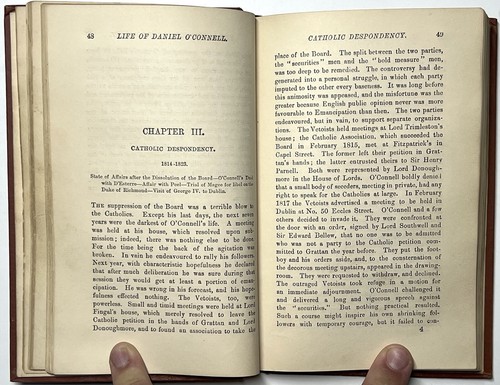 48 LIFE OF DANIEL O'CONNELL.
CHAPTER III.
CATHOLIC DESPONDENCY.
1814-1823.
State of Affairs after the Dissolution of the Board—O'Connell's Duel
with D'Esterre—Affair with Peel—Trial of Magee for libel on the
Duke of Richmond—Visit of George IV. to Dublin.
THE suppression of the Board was a terrible blow to
the Catholics. Except his last days, the next seven
years were the darkest of O'Connell's life. A meeting
was held at his house, which resolved upon sub-
mission; indeed, there was nothing else to be done.
For the time being the back of the agitation was
broken. In vain he endeavoured to rally his followers.
Next year, with characteristic hopefulness he declared
that after much deliberation he was sure during that
session they would get at least a portion of eman-
cipation. He was wrong in his forecast, and his hope-
fulness effected nothing. The Vetoists, too, were
powerless. Small and timid meetings were held at Lord
Fingal's house, which merely resolved to leave the
Catholic petition in the hands of Grattan and Lord
Donoughmore, and to found an association to take the
CATHOLIC DESPONDENCY. 49
place of the Board. The split between the two parties,
the "securities" men and the "bold measure" men,
was too deep to be remedied. The controversy had de-
generated into a personal struggle, in which each party
imputed to the other every baseness. It was long before
this animosity was appeased, and the misfortune was the
greater because English public opinion never was more
favourable to Emancipation than then. The two parties
endeavoured, but in vain, to support separate organiza-
tions. The Vetoists held meetings at Lord Trimleston's
house; the Catholic Association, which succeeded the
Board in February 1815, met at Fitzpatrick's in
Capel Street. The former left their petition in Grat-
tan's hands; the latter entrusted theirs to Sir Henry
Parnell. Both were represented by Lord Donough-
more in the House of Lords. O'Connell boldly denied
that a small body of seceders, meeting in private, had any
right to speak for the Catholics at large. In February
1817 the Vetoists advertised a meeting to be held in
Dublin at No. 50 Eccles Street. O'Connell and a few
others decided to invade it. They were confronted at
the door with an order, signed by Lord Southwell and
Sir Edward Bellew, that no one was to be admitted
who was not a party to the Catholic petition com-
mitted to Grattan the year before. They put the foot-
boy and his orders aside, and, to the consternation of
the decorous meeting upstairs, appeared in the drawing-
room. They were requested to withdraw, and declined.
The outraged Vetoists took refuge in a motion for
an immediate adjournment. O'Connell challenged it
and delivered a long and vigorous speech against
the "securities." But nothing practical resulted.
Such a course might inspire his own shrinking fol-
lowers with temporary courage, but it failed to con-
4